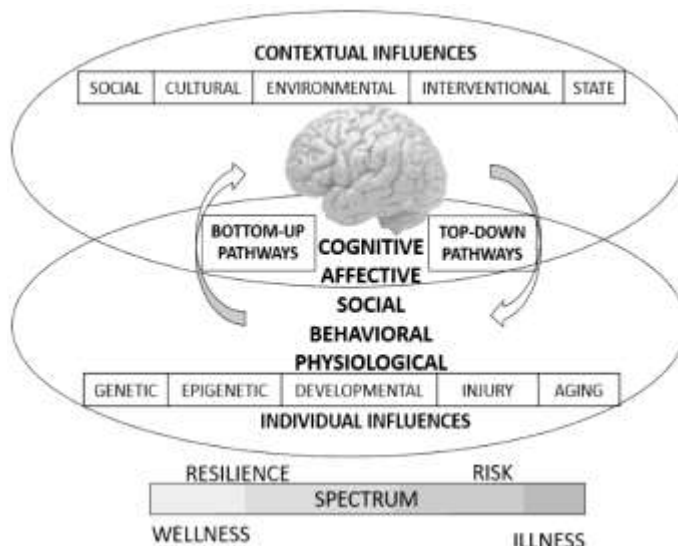 CONTEXTUAL INFLUENCES
SOCIAL CULTURAL ENVIRONMENTAL INTERVENTIONAL STATE
BOTTOM-UP
PATHWAYS
TOP-DOWN
PATHWAYS
COGNITIVE
AFFECTIVE
SOCIAL
BEHAVIORAL
PHYSIOLOGICAL
GENETIC EPIGENETIC DEVELOPMENTAL INJURY AGING
INDIVIDUAL INFLUENCES
RESILIENCE RISK
SPECTRUM
WELLNESS ILLNESS